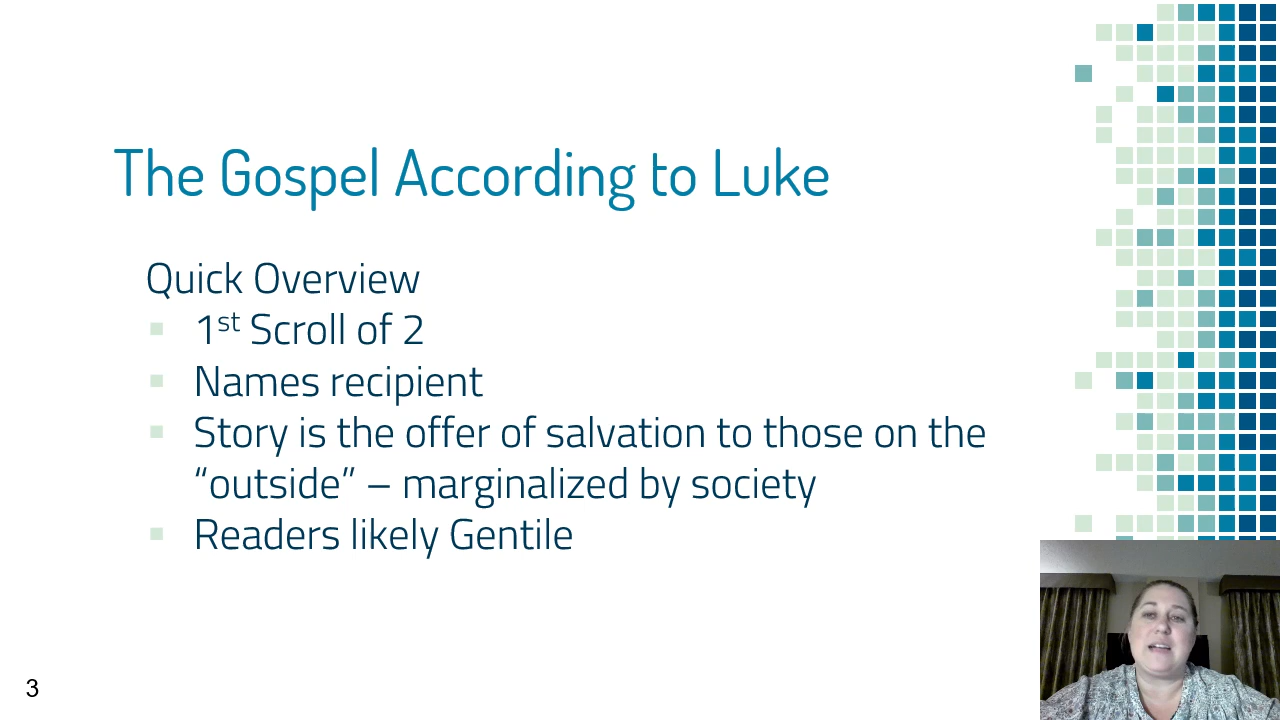 The Gospel According to Luke
Quick Overview
1st Scroll of 2
Names recipient
Story is the offer of salvation to those on the
“outside” – marginalized by society
Readers likely Gentile
3